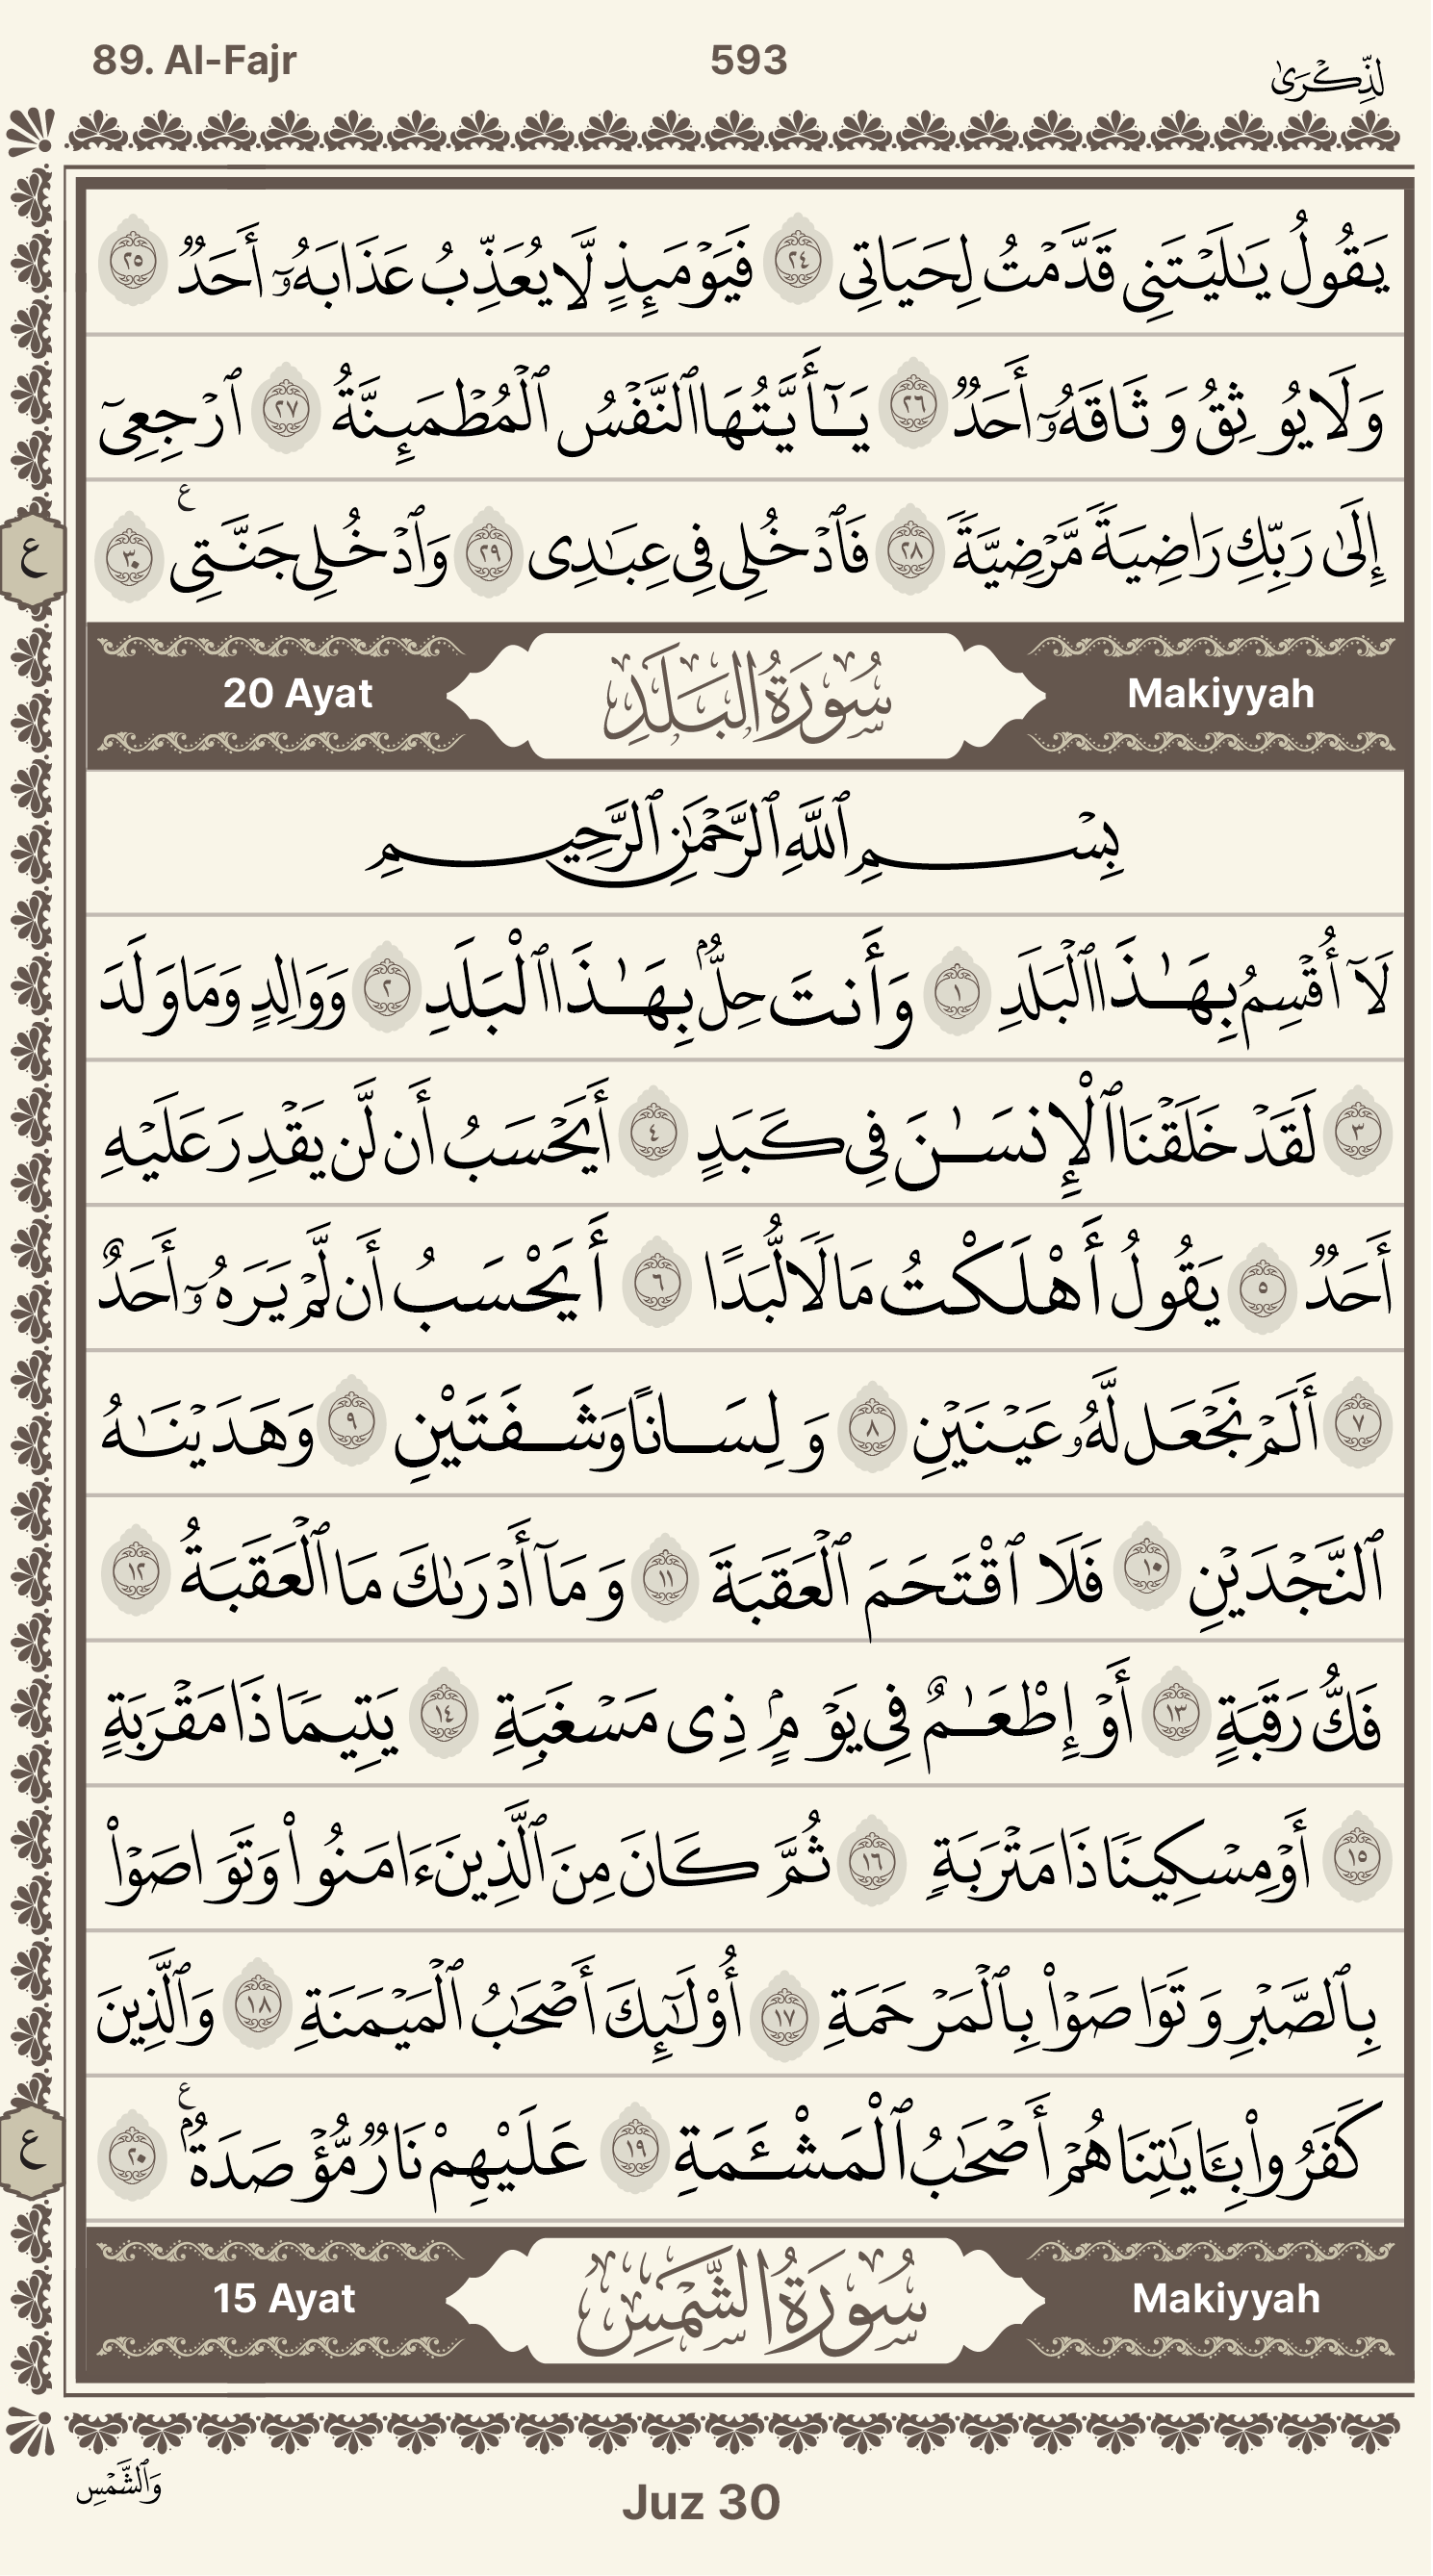 89. Al-Fajr 593 لذِّكْرَىٰ
يَقُولُ يَـٰلَيْتَنِى قَدَّمْتُ لِحَيَاتِى ٢٤ فَيَوْمَئِذٍ لَّا يُعَذِّبُ عَذَابَهُۥٓ أَحَدٌ ٢٥
وَلَا يُوثِقُ وَثَاقَهُۥٓ أَحَدٌ ٢٦ يَـٰٓأَيَّتُهَا ٱلنَّفْسُ ٱلْمُطْمَئِنَّةُ ٢٧ ٱرْجِعِىٓ
إِلَىٰ رَبِّكِ رَاضِيَةً مَّرْضِيَّةً ٢٨ فَٱدْخُلِى فِى عِبَـٰدِى ٢٩ وَٱدْخُلِى جَنَّتِى ۚ ع ٣٠
ع
20 Ayat سُورَةُ البَلَدِ Makiyyah
بِسْمِ ٱللَّهِ ٱلرَّحْمَـٰنِ ٱلرَّحِيمِ
لَآ أُقْسِمُ بِهَـٰذَا ٱلْبَلَدِ ١ وَأَنتَ حِلٌّۢ بِهَـٰذَا ٱلْبَلَدِ ٢ وَوَالِدٍ وَمَا وَلَدَ
٣ لَقَدْ خَلَقْنَا ٱلْإِنسَـٰنَ فِى كَبَدٍ ٤ أَيَحْسَبُ أَن لَّن يَقْدِرَ عَلَيْهِ
أَحَدٌ ٥ يَقُولُ أَهْلَكْتُ مَالًا لُّبَدًا ٦ أَيَحْسَبُ أَن لَّمْ يَرَهُۥٓ أَحَدٌ
٧ أَلَمْ نَجْعَل لَّهُۥ عَيْنَيْنِ ٨ وَلِسَانًا وَشَفَتَيْنِ ٩ وَهَدَيْنَـٰهُ
ٱلنَّجْدَيْنِ ١٠ فَلَا ٱقْتَحَمَ ٱلْعَقَبَةَ ١١ وَمَآ أَدْرَىٰكَ مَا ٱلْعَقَبَةُ ١٢
فَكُّ رَقَبَةٍ ١٣ أَوْ إِطْعَـٰمٌ فِى يَوْمٍۢ ذِى مَسْغَبَةٍ ١٤ يَتِيمًا ذَا مَقْرَبَةٍ
١٥ أَوْ مِسْكِينًا ذَا مَتْرَبَةٍ ١٦ ثُمَّ كَانَ مِنَ ٱلَّذِينَ ءَامَنُوا۟ وَتَوَاصَوْا۟
بِٱلصَّبْرِ وَتَوَاصَوْا۟ بِٱلْمَرْحَمَةِ ١٧ أُو۟لَـٰٓئِكَ أَصْحَـٰبُ ٱلْمَيْمَنَةِ ١٨ وَٱلَّذِينَ
كَفَرُوا۟ بِـَٔايَـٰتِنَا هُمْ أَصْحَـٰبُ ٱلْمَشْـَٔمَةِ ١٩ عَلَيْهِمْ نَارٌ مُّؤْصَدَةٌۢ ع ٢٠
ع
15 Ayat سُورَةُ الشَّمْسِ Makiyyah
وَٱلشَّمْسِ Juz 30